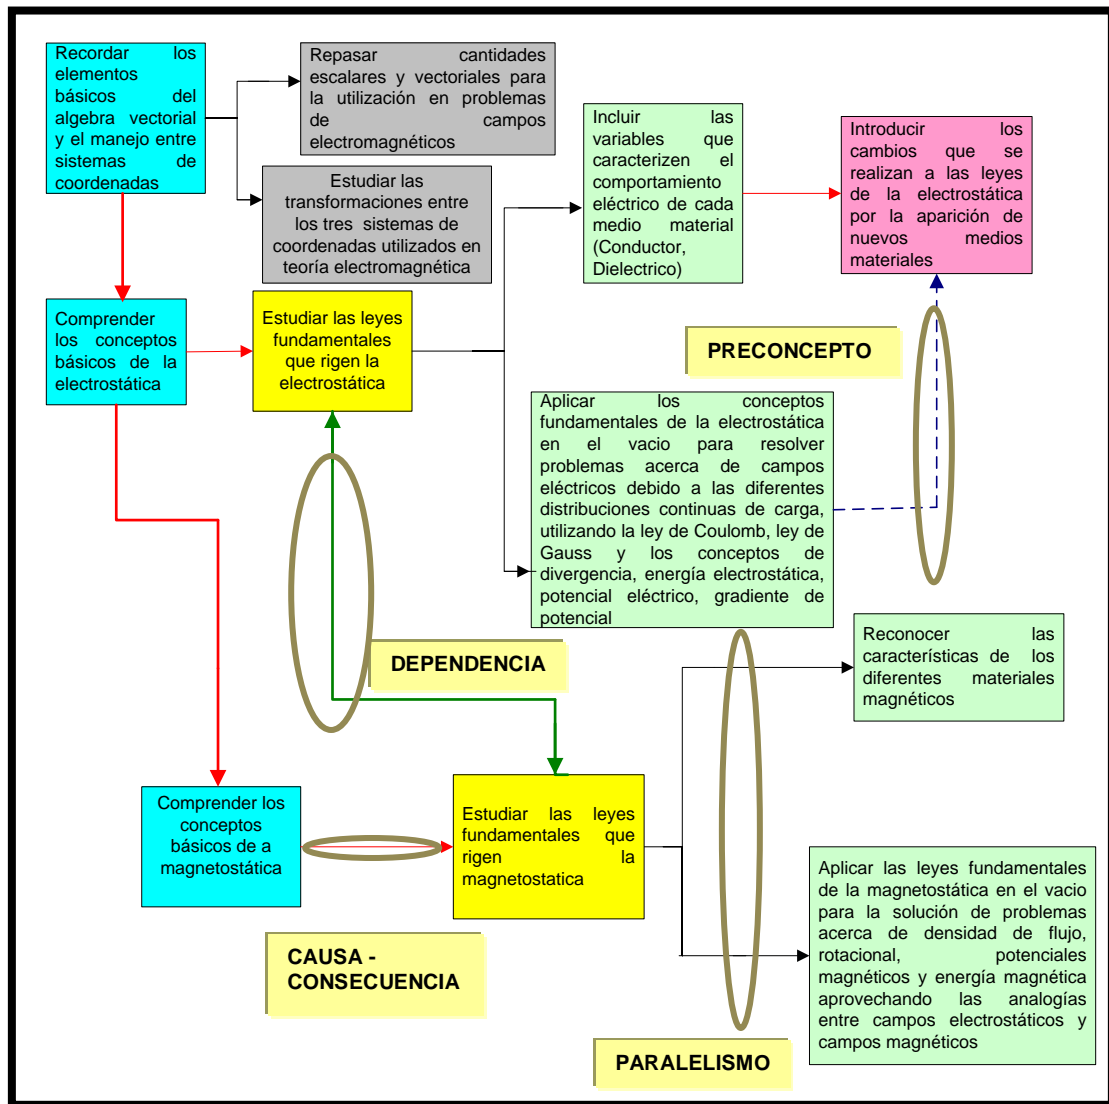 Recordar los
elementos
básicos del
algebra vectorial
y el manejo entre
sistemas de
coordenadas
Repasar cantidades
escalares y vectoriales para
la utilización en problemas
de campos
electromagnéticos
Estudiar las
transformaciones entre
los tres sistemas de
coordenadas utilizados en
teoría electromagnética
Incluir las
variables que
caracterizen el
comportamiento
eléctrico de cada
medio material
(Conductor,
Dielectrico)
Introducir los
cambios que se
realizan a las leyes
de la electrostática
por la aparición de
nuevos medios
materiales
Comprender
los conceptos
básicos de la
electrostática
Estudiar las leyes
fundamentales
que rigen la
electrostática
PRECONCEPTO
Aplicar los conceptos
fundamentales de la electrostática
en el vacio para resolver
problemas acerca de campos
eléctricos debido a las diferentes
distribuciones continuas de carga,
utilizando la ley de Coulomb, ley de
Gauss y los conceptos de
divergencia, energía electrostática,
potencial eléctrico, gradiente de
potencial
DEPENDENCIA
Reconocer las
características de los
diferentes materiales
magnéticos
Comprender los
conceptos
básicos de a
magnetostática
Estudiar las leyes
fundamentales que
rigen la
magnetostatica
Aplicar las leyes fundamentales
de la magnetostática en el vacio
para la solución de problemas
acerca de densidad de flujo,
rotacional, potenciales
magnéticos y energía magnética
aprovechando las analogías
entre campos electrostáticos y
campos magnéticos
CAUSA -
CONSECUENCIA
PARALELISMO